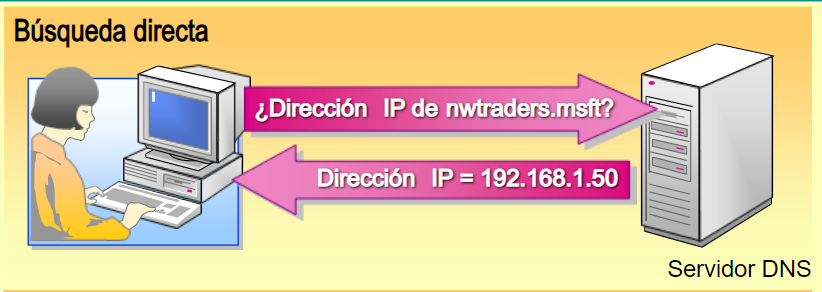 Búsqueda directa
¿Dirección IP de nwtraders.msft?
Dirección IP = 192.168.1.50
Servidor DNS